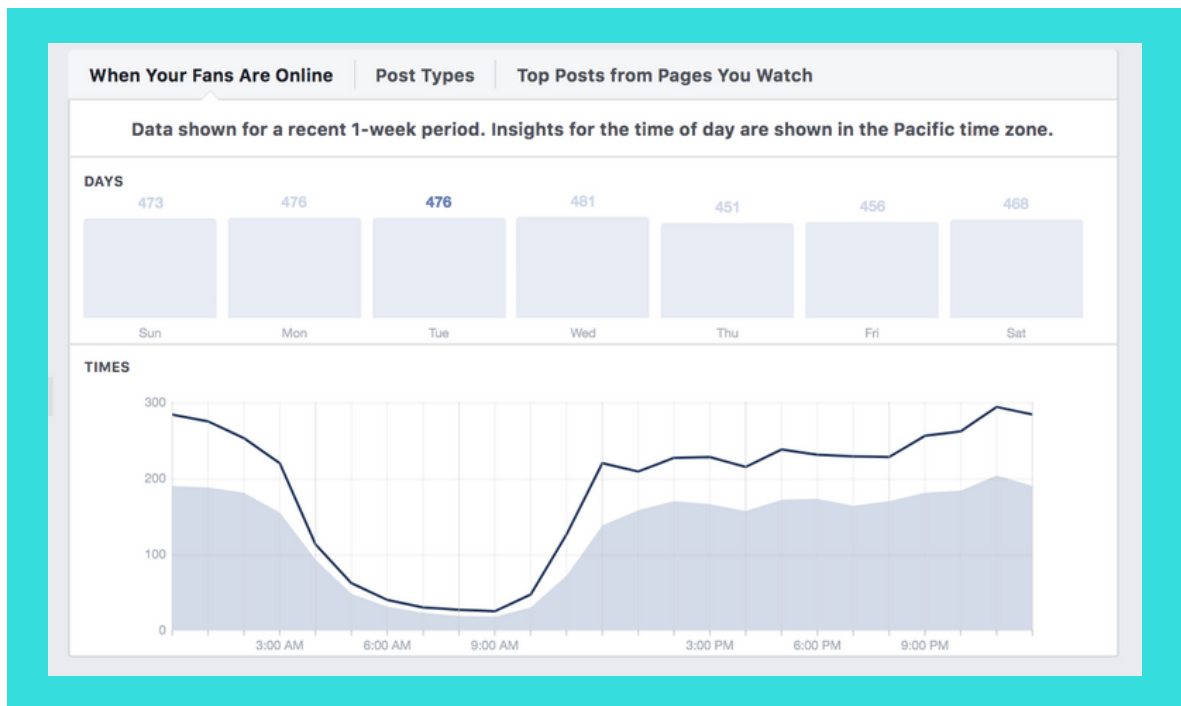 When Your Fans Are Online Post Types Top Posts from Pages You Watch
Data shown for a recent 1-week period. Insights for the time of day are shown in the Pacific time zone.
DAYS
473 476 476 481 451 456 468
Sun Mon Tue Wed Thu Fri Sat
TIMES
300
200
100
0
3:00 AM 6:00 AM 9:00 AM 3:00 PM 6:00 PM 9:00 PM